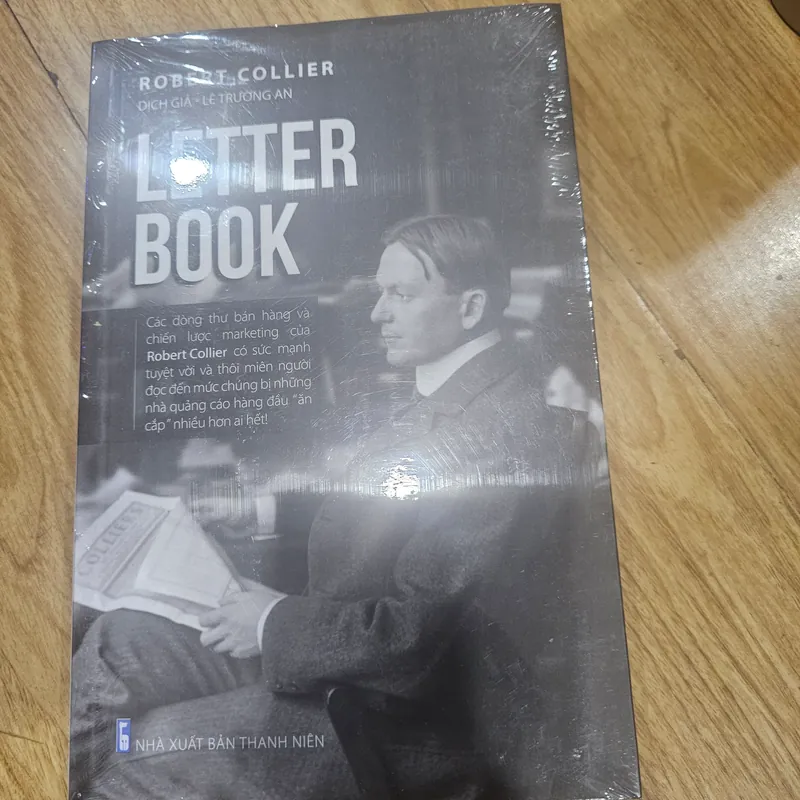 ROBERT COLLIER
DỊCH GIẢ - LÊ TRƯỜNG AN
LETTER
BOOK
Các dòng thư bán hàng và
chiến lược marketing của
Robert Collier có sức mạnh
tuyệt vời và thôi miên người
đọc đến mức chúng bị những
nhà quảng cáo hàng đầu "ăn
cắp" nhiều hơn ai hết!
COLLIER'S
NHÀ XUẤT BẢN THANH NIÊN